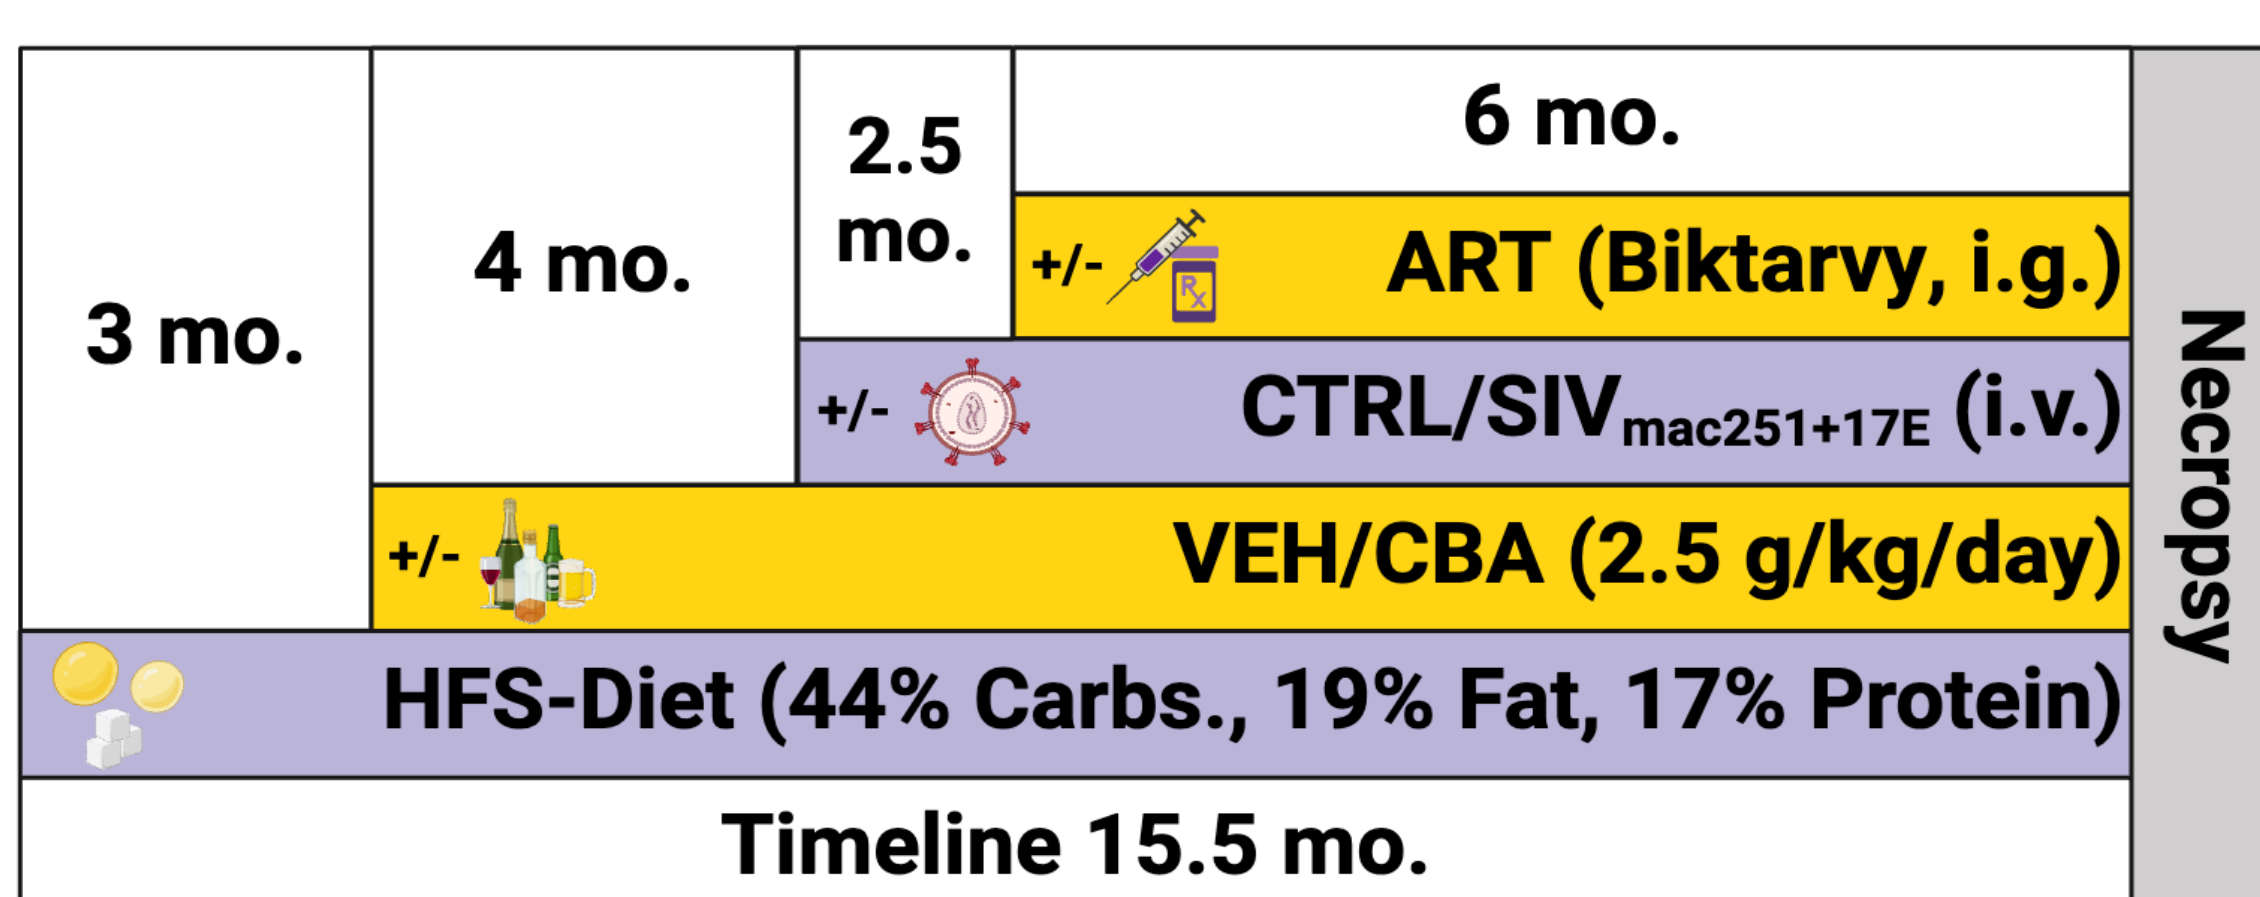 3 mo.
4 mo.
2.5
mo.
6 mo.
+/- Rx ART (Biktarvy, i.g.)
+/- CTRL/SIVmac251+17E (i.v.)
+/- VEH/CBA (2.5 g/kg/day)
HFS-Diet (44% Carbs., 19% Fat, 17% Protein)
Timeline 15.5 mo.
Necropsy